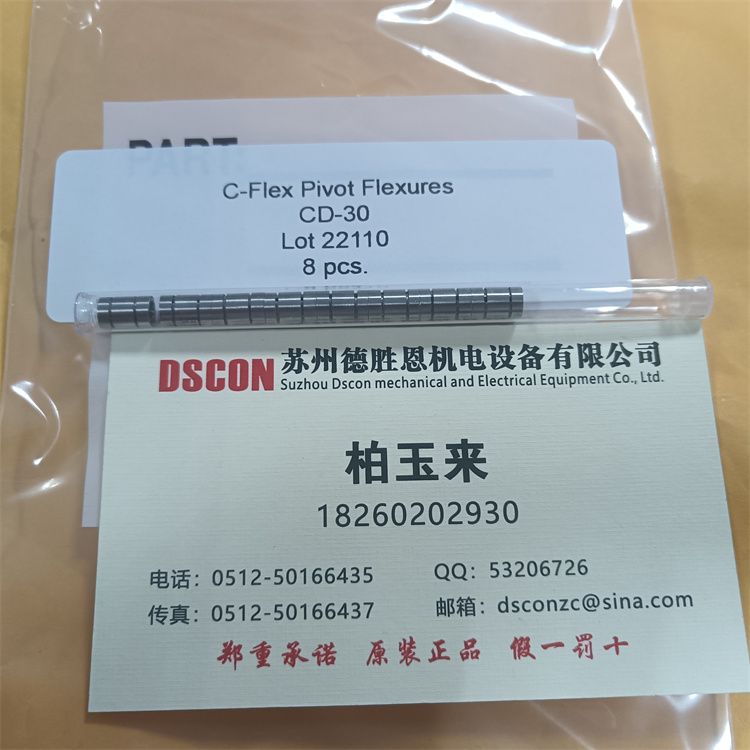 PART:
C-Flex Pivot Flexures
CD-30
Lot 22110
8 pcs.
DSCON 苏州德胜恩机电设备有限公司
Suzhou Dscon mechanical and Electrical Equipment Co., Ltd.
柏玉来
18260202930
电话：0512-50166435 QQ：53206726
传真：0512-50166437 邮箱：dsconzc@sina.com
郑重承诺 原装正品 假一罚十